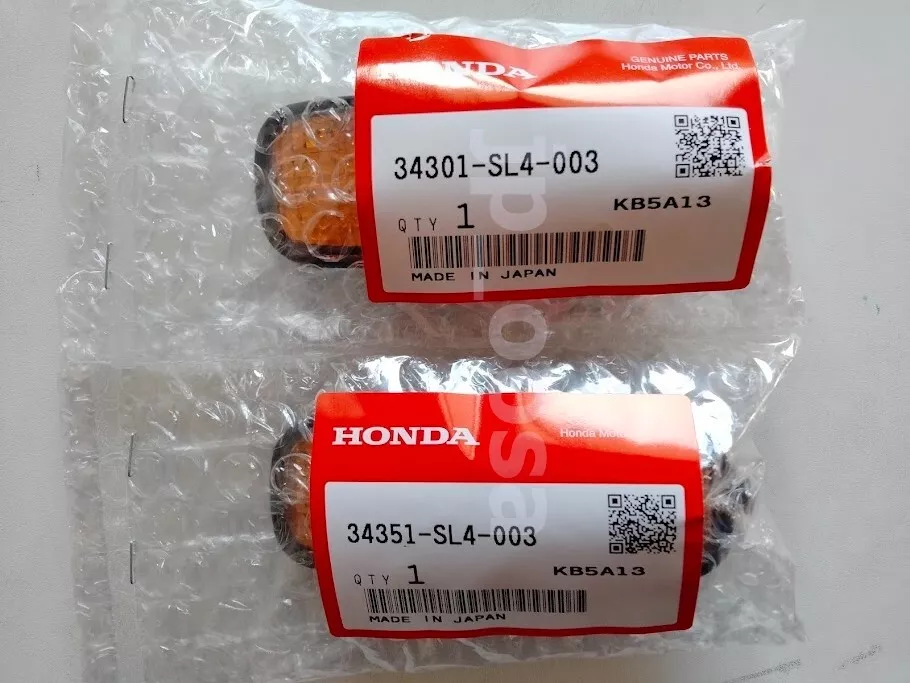 HONDA
GENUINE PARTS
Honda Motor Co., Ltd.
34301-SL4-003
QTY 1
KB5A13
MADE IN JAPAN
HONDA
Honda
34351-SL4-003
QTY 1
KB5A13
MADE IN JAPAN